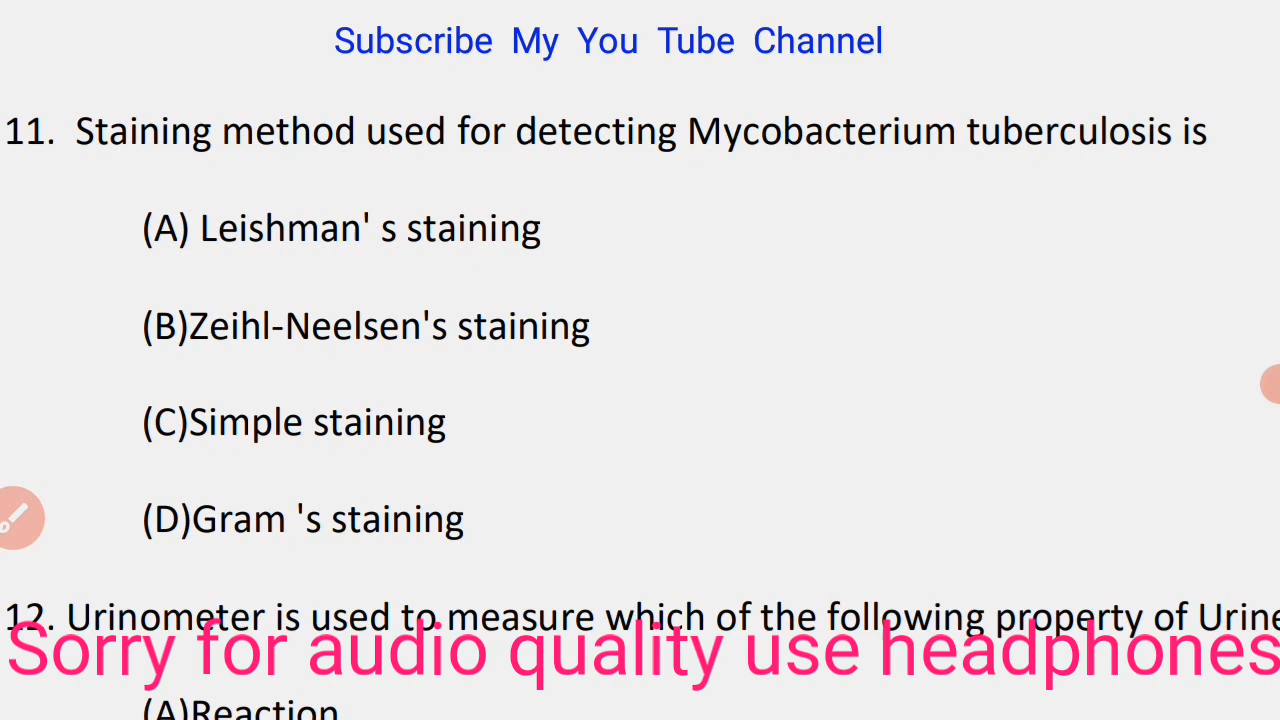 Subscribe My You Tube Channel
11. Staining method used for detecting Mycobacterium tuberculosis is
(A) Leishman' s staining
(B)Zeihl-Neelsen's staining
(C)Simple staining
(D)Gram 's staining
12. Urinometer is used to measure which of the following property of Urine
Sorry for audio quality use headphones
(A)Reaction